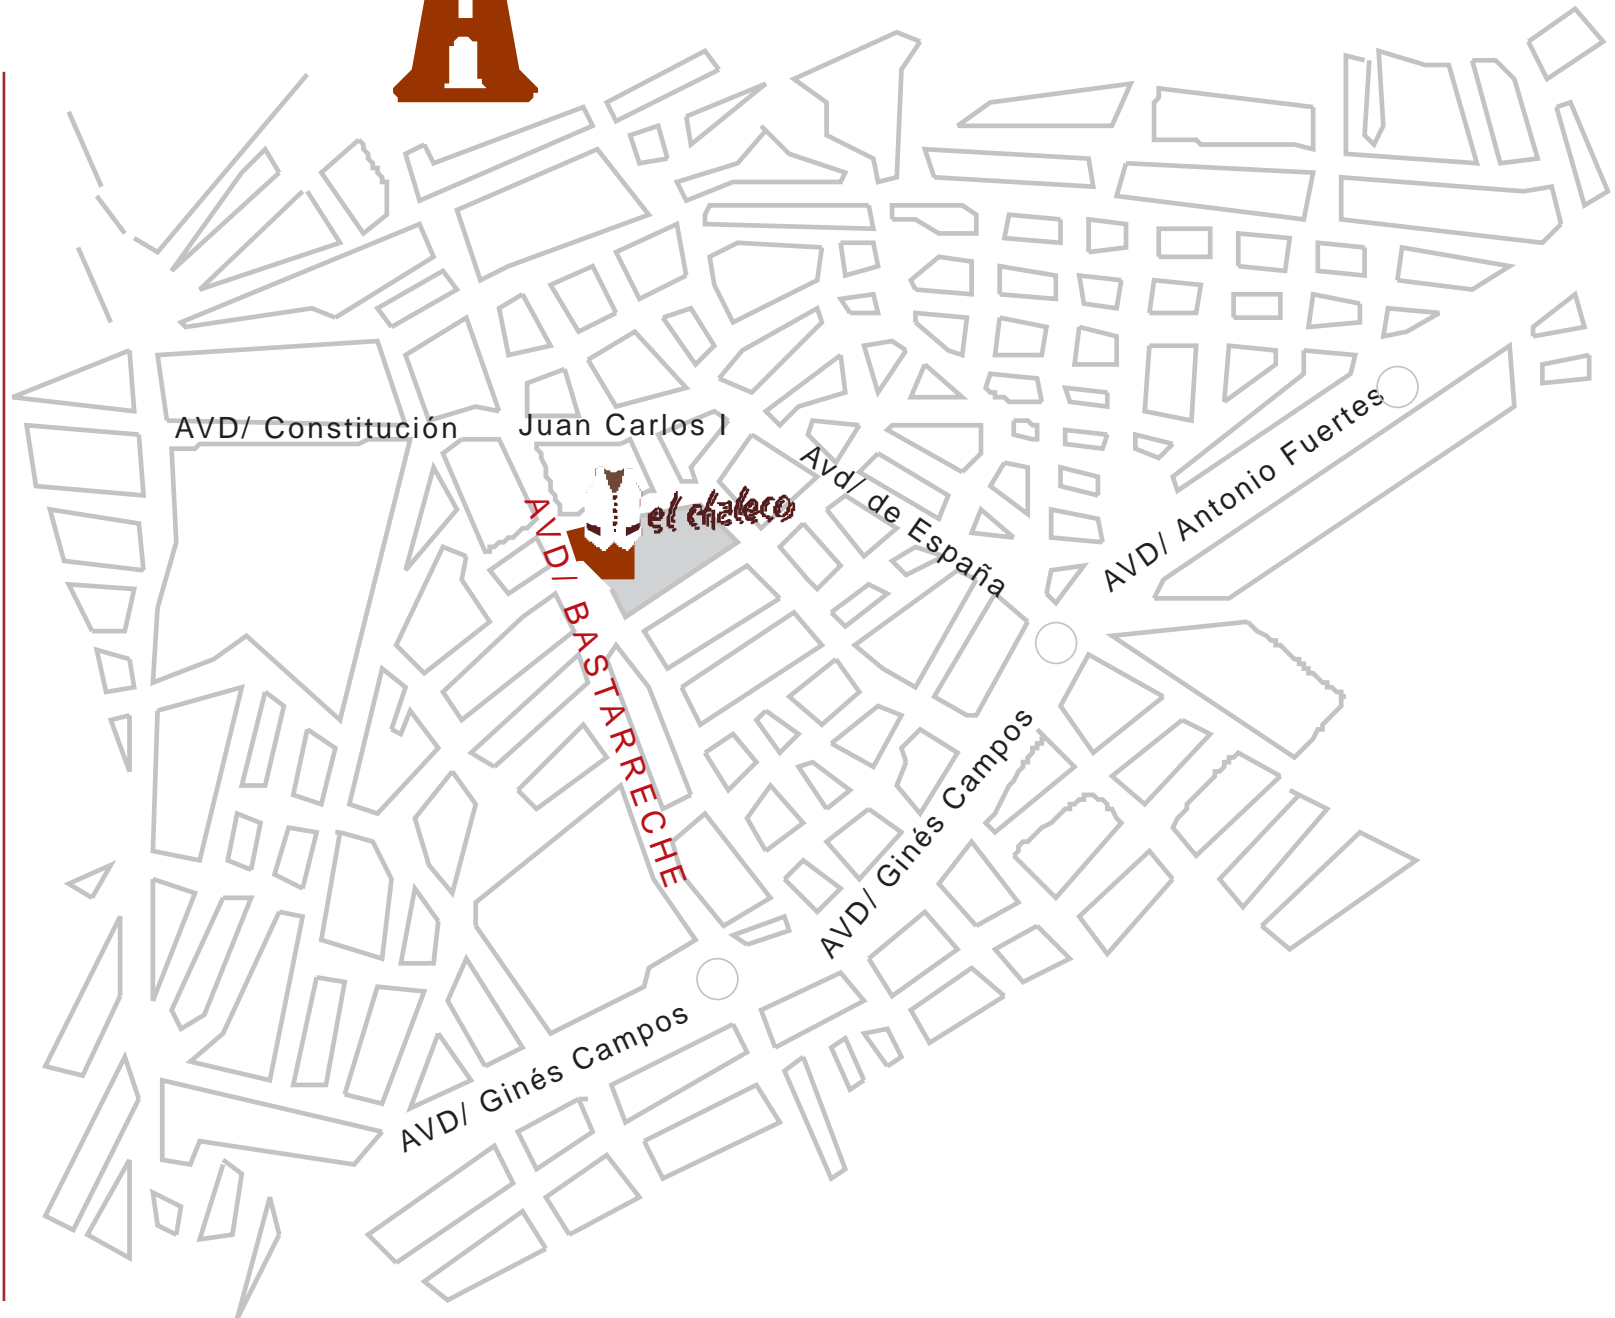 AVD/ Constitución
Juan Carlos I
Avd/ de España
AVD/ Antonio Fuertes
el chaleco
AVD/ BASTARRECHE
AVD/ Ginés Campos
AVD/ Ginés Campos